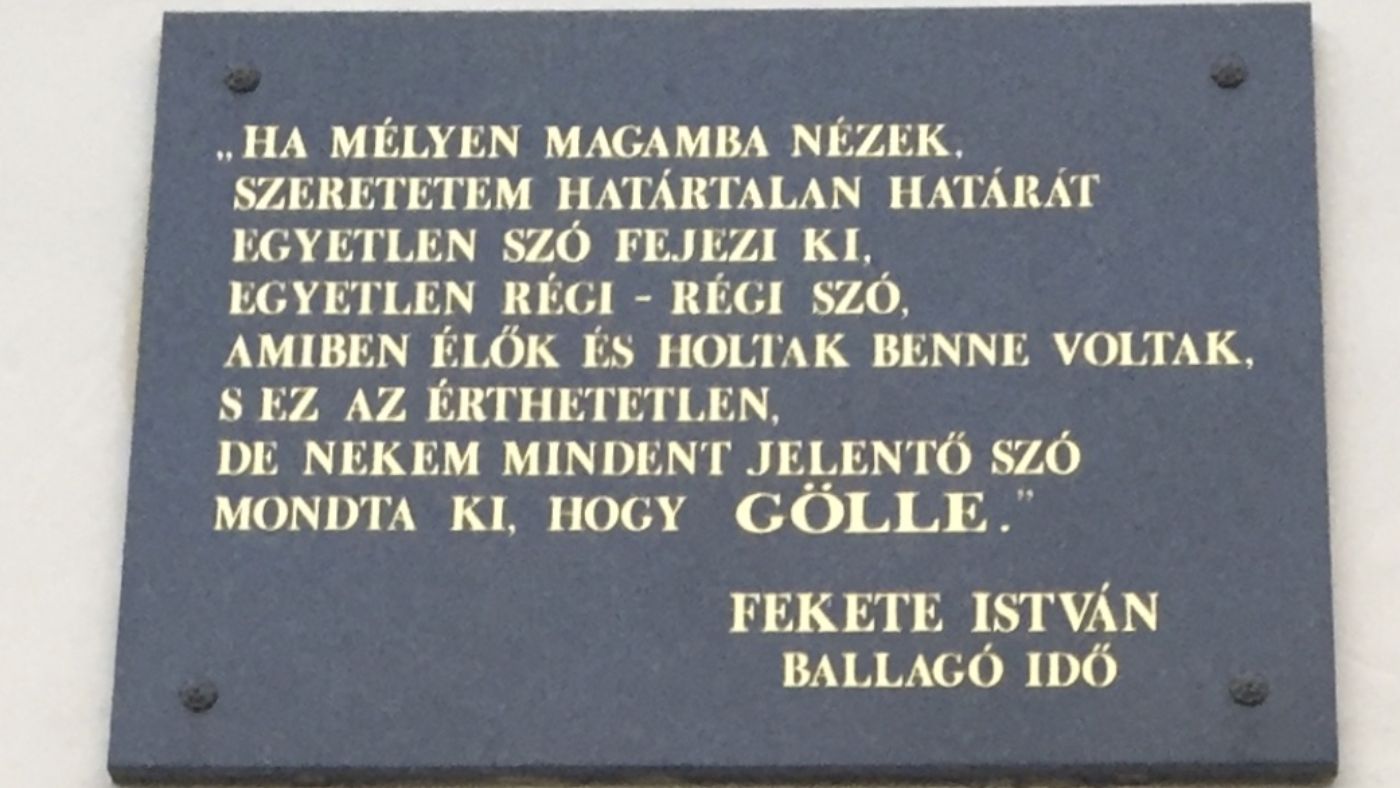 „HA MÉLYEN MAGAMBA NÉZEK,
SZERETETEM HATÁRTALAN HATÁRÁT
EGYETLEN SZÓ FEJEZI KI,
EGYETLEN RÉGI - RÉGI SZÓ,
AMIBEN ÉLŐK ÉS HOLTAK BENNE VOLTAK,
S EZ AZ ÉRTHETETLEN,
DE NEKEM MINDENT JELENTŐ SZÓ
MONDTA KI, HOGY GÖLLE.”
FEKETE ISTVÁN
BALLAGÓ IDŐ